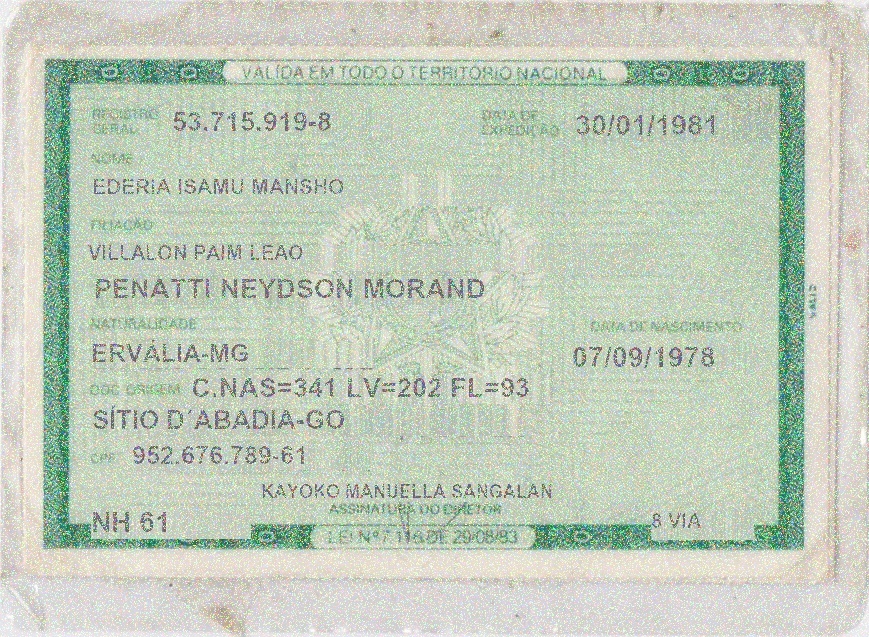 VÁLIDA EM TODO O TERRITÓRIO NACIONAL
REGISTRO GERAL 53.715.919-8 DATA DE EXPEDIÇÃO 30/01/1981
NOME
EDERIA ISAMU MANSHO
FILIAÇÃO
VILLALON PAIM LEAO
PENATTI NEYDSON MORAND
NATURALIDADE DATA DE NASCIMENTO
ERVÁLIA-MG 07/09/1978
DOC ORIGEM C.NAS=341 LV=202 FL=93
SÍTIO D´ABADIA-GO
CPF 952.676.789-61
KAYOKO MANUELLA SANGALAN
ASSINATURA DO DIRETOR
NH 61 8 VIA
LEI Nº 7.116 DE 29/08/83